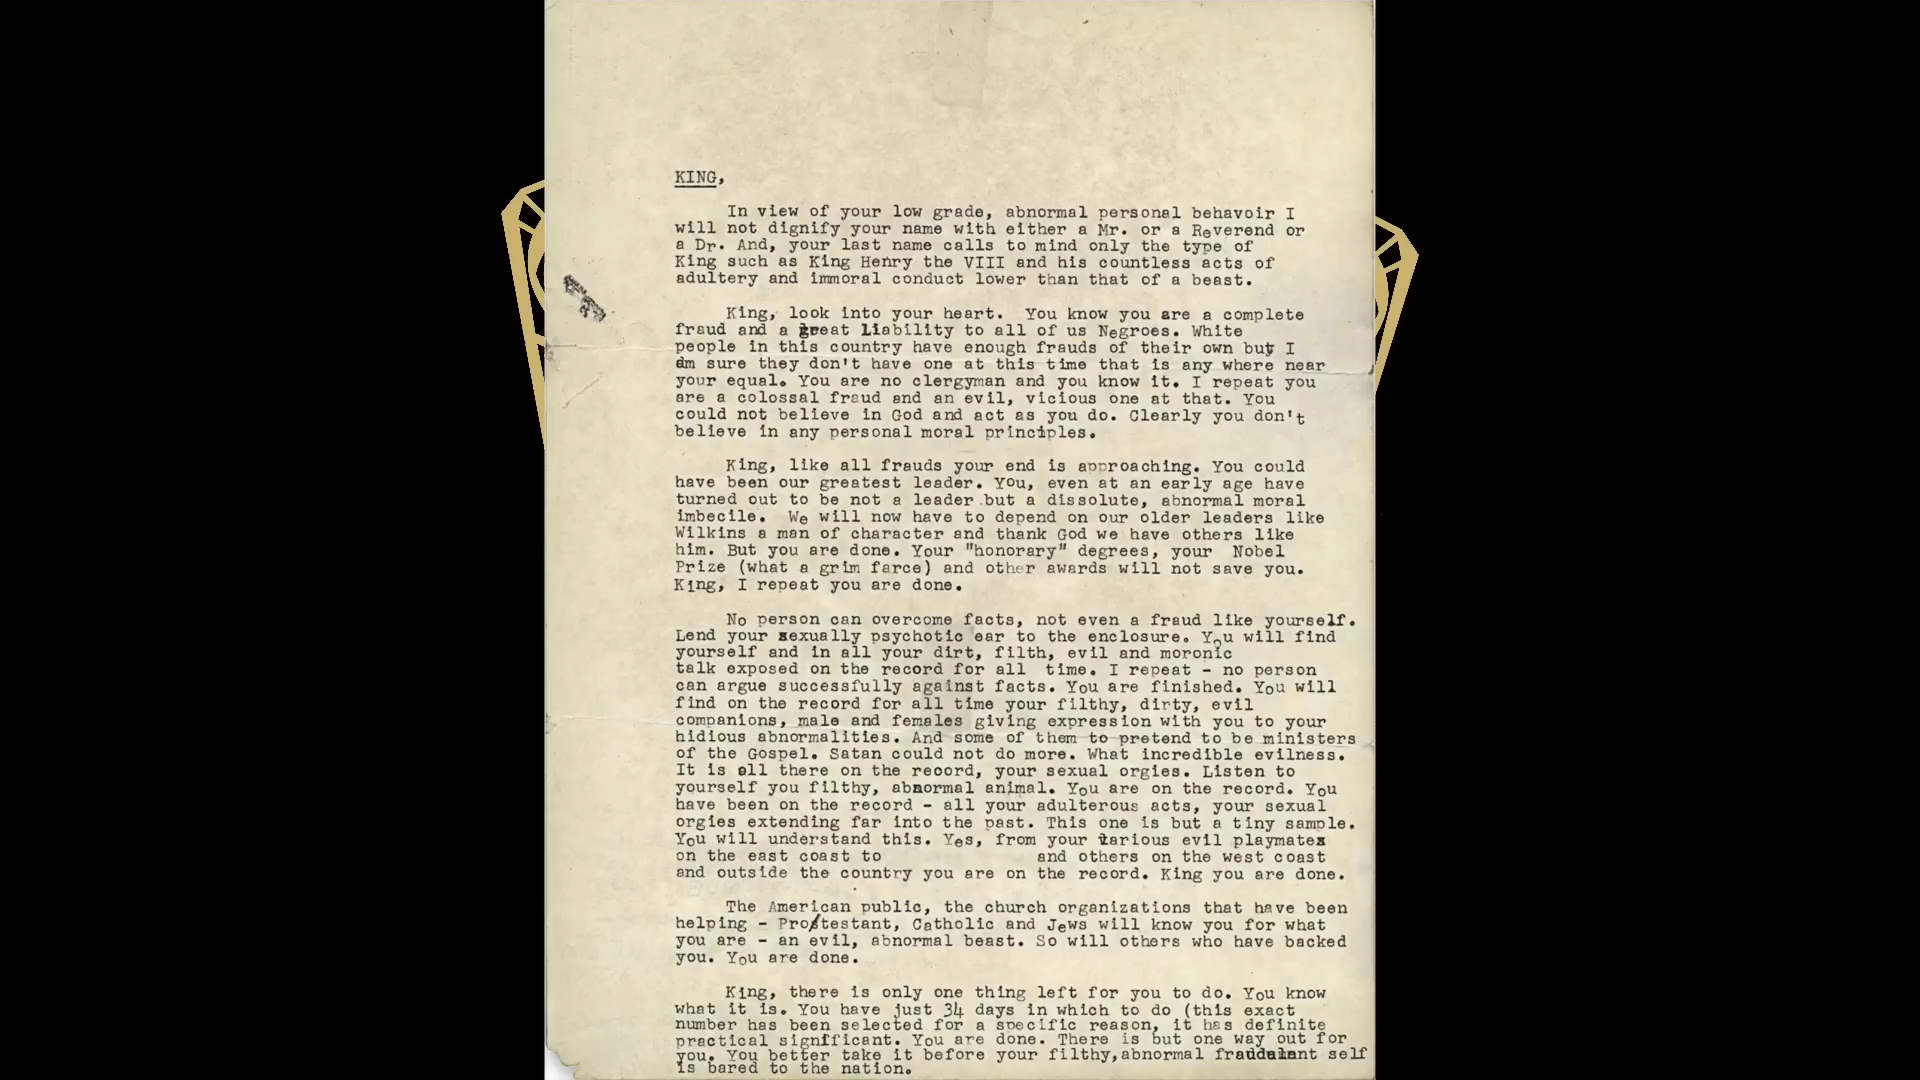 KING,
In view of your low grade, abnormal personal behavoir I
will not dignify your name with either a Mr. or a Reverend or
a Dr. And, your last name calls to mind only the type of
King such as King Henry the VIII and his countless acts of
adultery and immoral conduct lower than that of a beast.
King, look into your heart. You know you are a complete
fraud and a great liability to all of us Negroes. White
people in this country have enough frauds of their own but I
am sure they don't have one at this time that is any where near
your equal. You are no clergyman and you know it. I repeat you
are a colossal fraud and an evil, vicious one at that. You
could not believe in God and act as you do. Clearly you don't
believe in any personal moral principles.
King, like all frauds your end is approaching. You could
have been our greatest leader. You, even at an early age have
turned out to be not a leader but a dissolute, abnormal moral
imbecile. We will now have to depend on our older leaders like
Wilkins a man of character and thank God we have others like
him. But you are done. Your "honorary" degrees, your Nobel
Prize (what a grim farce) and other awards will not save you.
King, I repeat you are done.
No person can overcome facts, not even a fraud like yourself.
Lend your sexually psychotic ear to the enclosure. You will find
yourself and in all your dirt, filth, evil and moronic
talk exposed on the record for all time. I repeat - no person
can argue successfully against facts. You are finished. You will
find on the record for all time your filthy, dirty, evil
companions, male and females giving expression with you to your
hidious abnormalities. And some of them to pretend to be ministers
of the Gospel. Satan could not do more. What incredible evilness.
It is all there on the record, your sexual orgies. Listen to
yourself you filthy, abnormal animal. You are on the record. You
have been on the record - all your adulterous acts, your sexual
orgies extending far into the past. This one is but a tiny sample.
You will understand this. Yes, from your various evil playmates
on the east coast to and others on the west coast
and outside the country you are on the record. King you are done.
The American public, the church organizations that have been
helping - Protestant, Catholic and Jews will know you for what
you are - an evil, abnormal beast. So will others who have backed
you. You are done.
King, there is only one thing left for you to do. You know
what it is. You have just 34 days in which to do (this exact
number has been selected for a specific reason, it has definite
practical significant. You are done. There is but one way out for
you. You better take it before your filthy, abnormal fraudulant self
is bared to the nation.